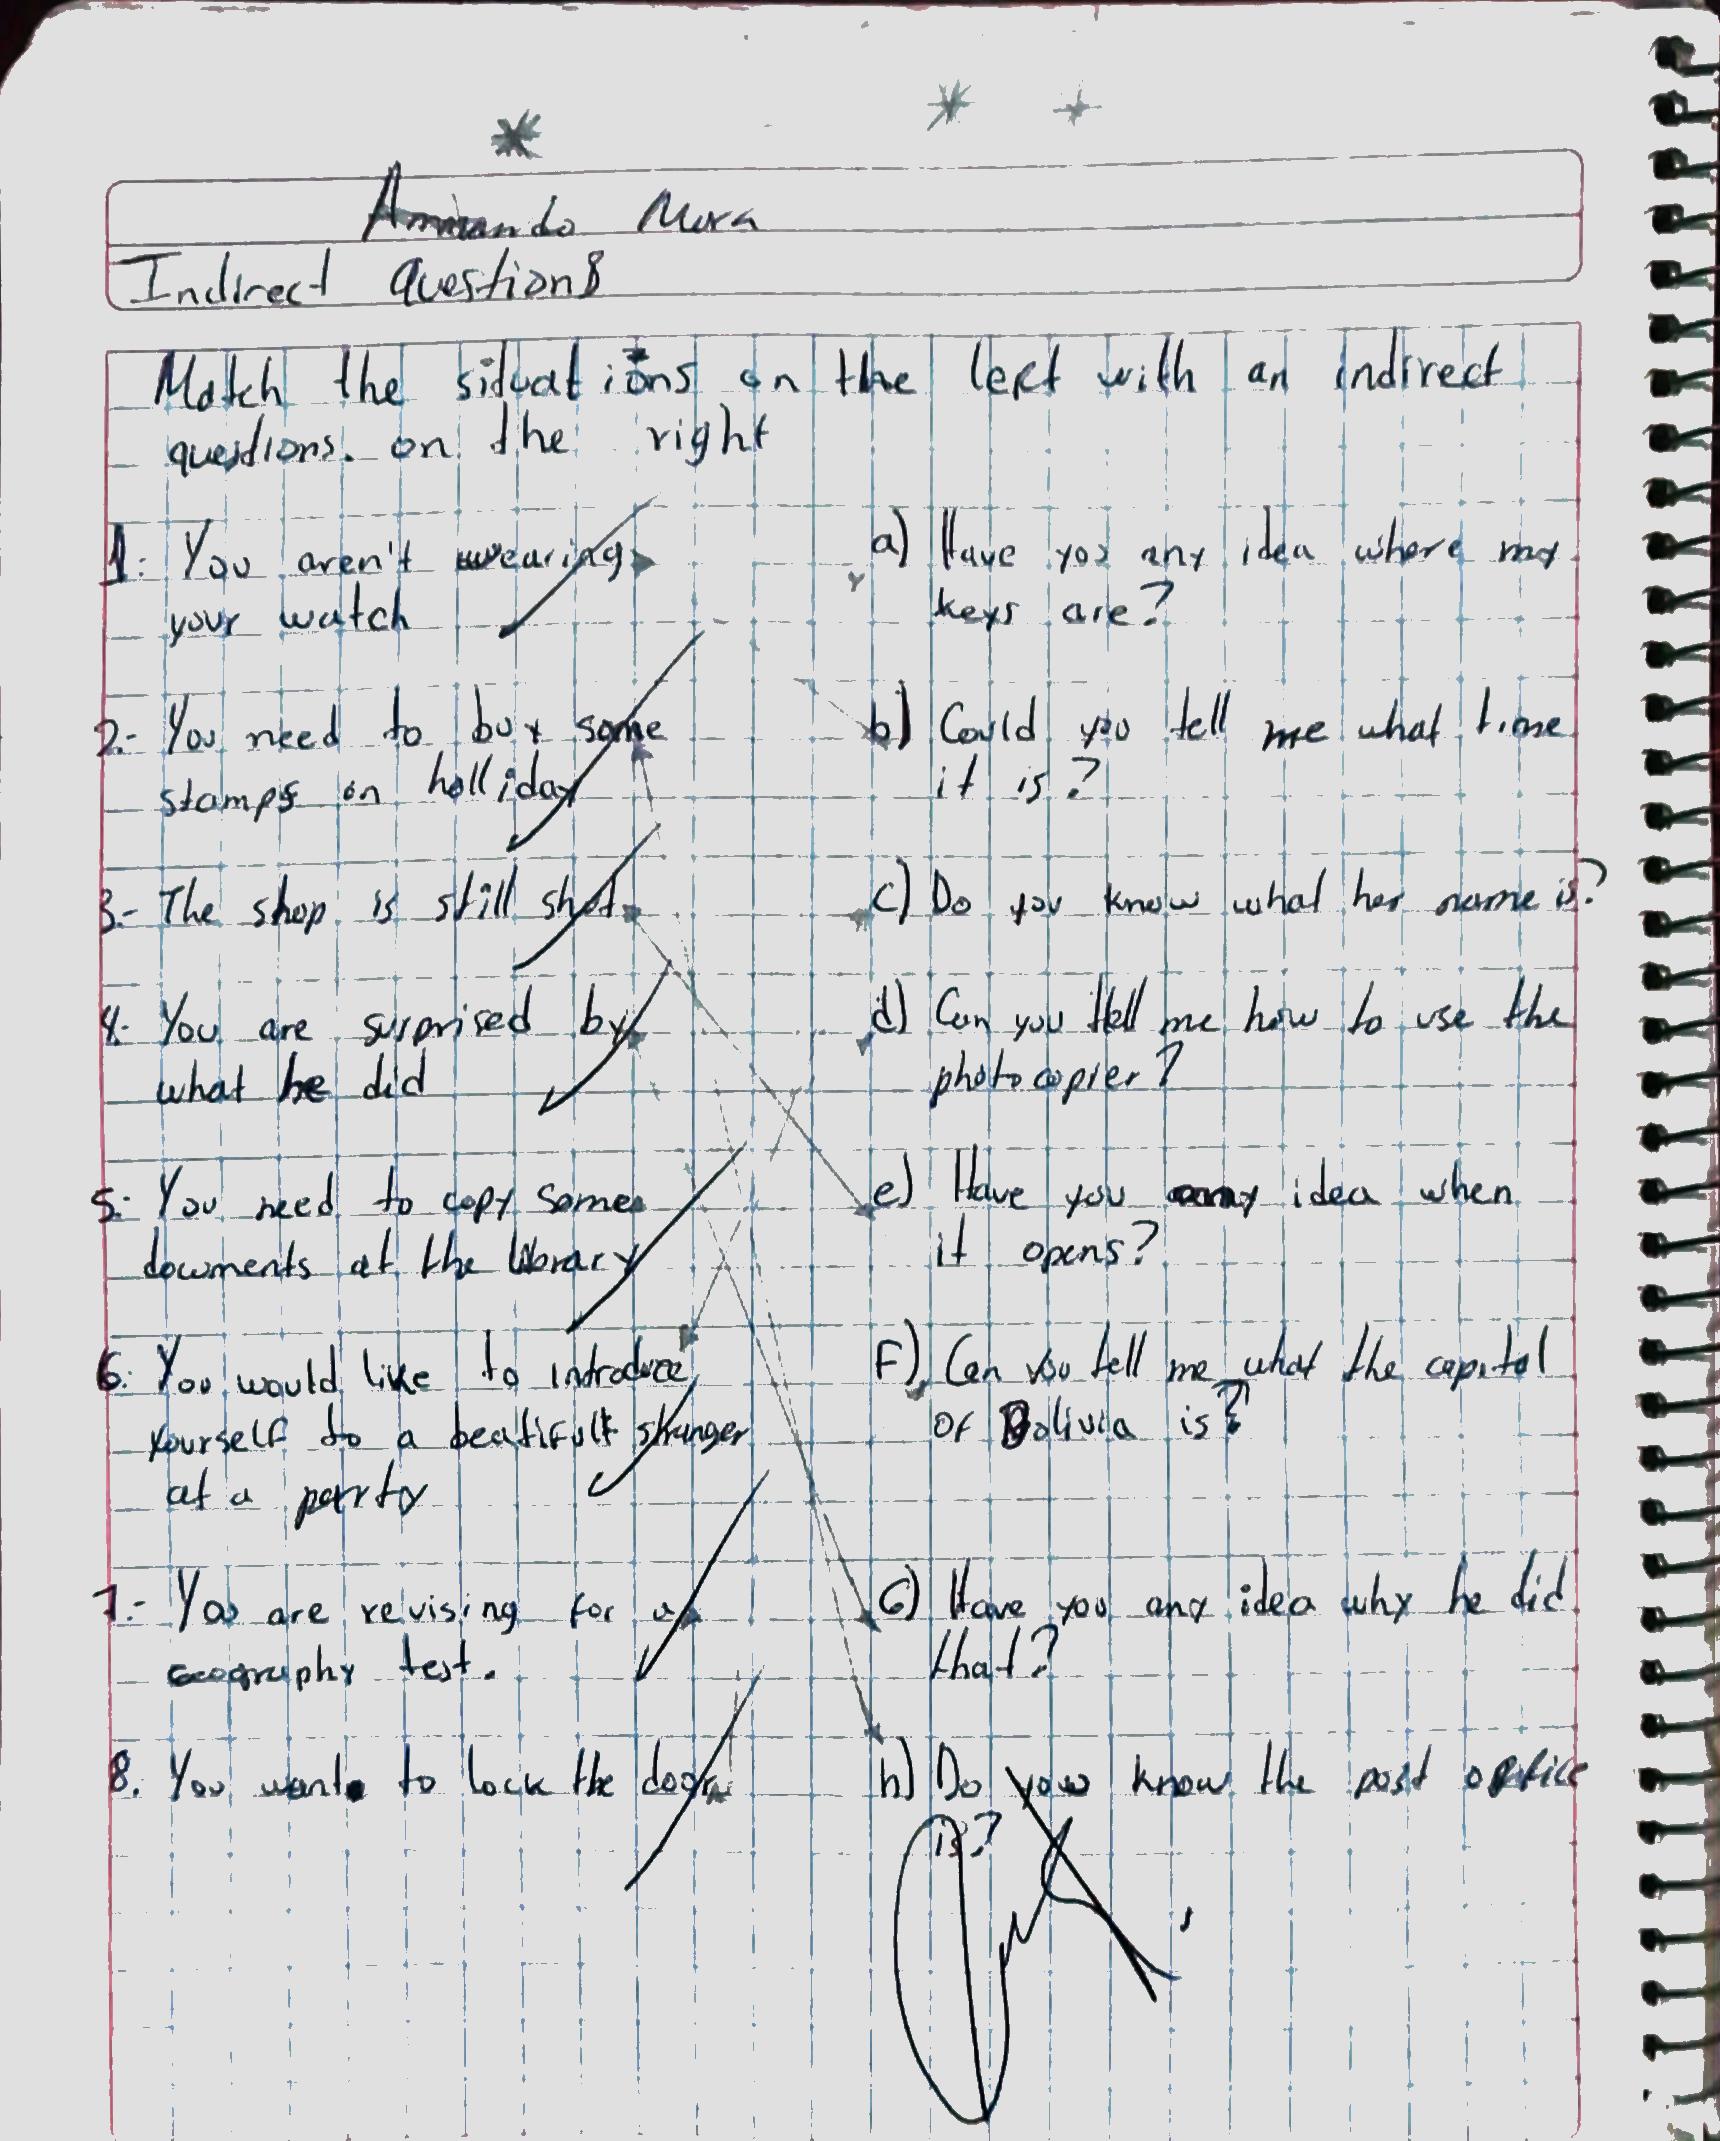 Armando Mora
Indirect Questions
Match the situations on the left with an indirect
questions. on the right
1: You aren't wearing
your watch
a) Have you any idea where my
keys are?
2.- You need to buy some
stamps on holliday
b) Could you tell me what time
it is?
3.- The shop is still shut
c) Do you know what her name is?
4.- You are surprised by
what he did
d) Can you tell me how to use the
photocopier?
5.- You need to copy some
documents at the library
e) Have you any idea when
it opens?
6. You would like to introduce
yourself to a beatifull stranger
at a party
F) Can you tell me what the capital
of Bolivia is?
7.- You are revising for a
geography test.
G) Have you any idea why he did
that?
8. You want to lock the door
h) Do you know the post office
is?